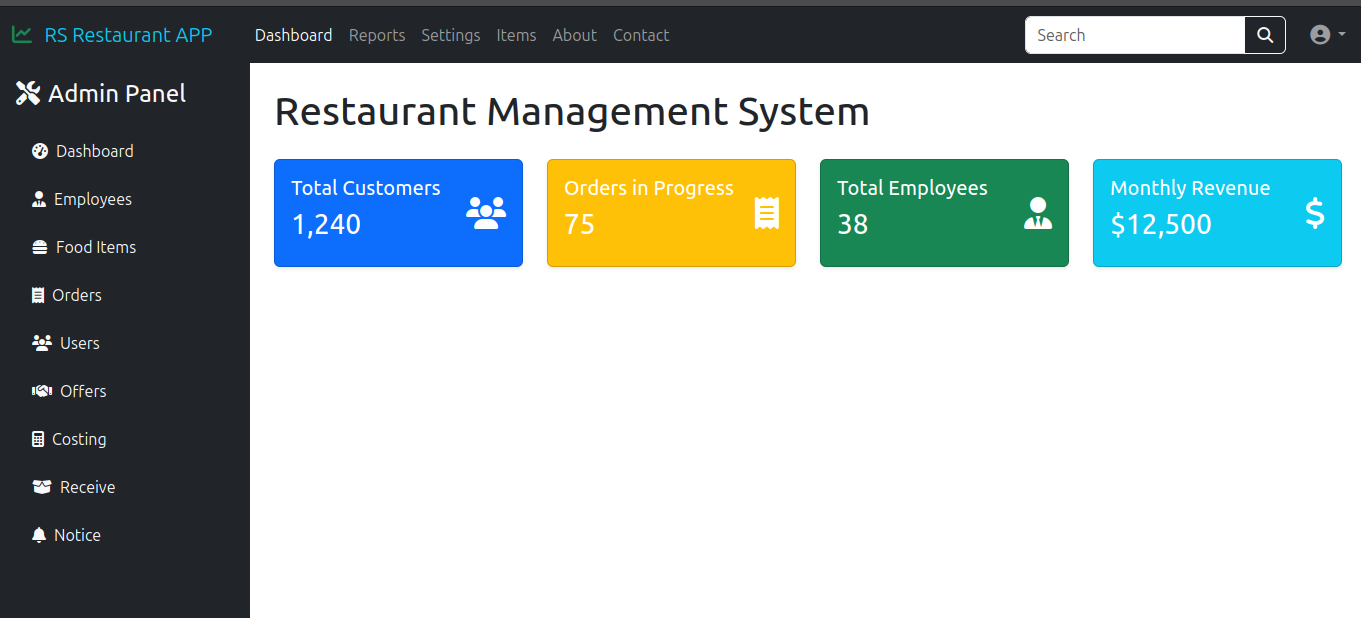 RS Restaurant APP Dashboard Reports Settings Items About Contact Search
Admin Panel
Dashboard
Employees
Food Items
Orders
Users
Offers
Costing
Receive
Notice
Restaurant Management System
Total Customers
1,240
Orders in Progress
75
Total Employees
38
Monthly Revenue
$12,500